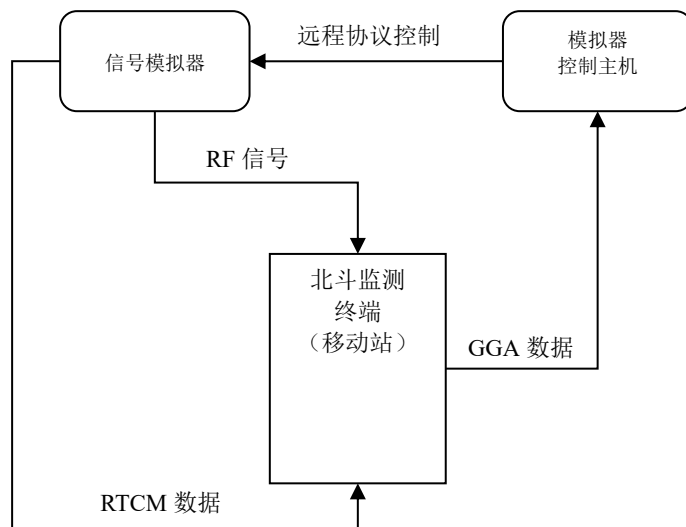 远程协议控制
信号模拟器
模拟器
控制主机
RF 信号
北斗监测
终端
（移动站）
GGA 数据
RTCM 数据